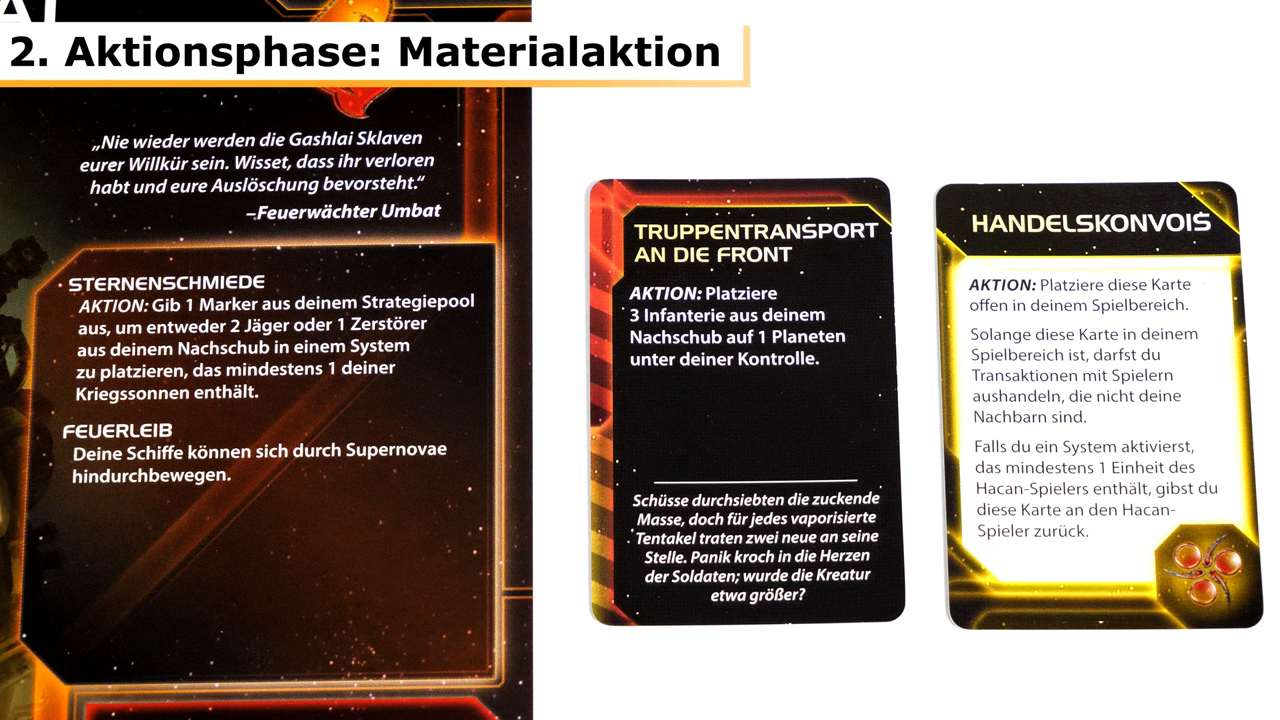 2. Aktionsphase: Materialaktion
„Nie wieder werden die Gashlai Sklaven
eurer Willkür sein. Wisset, dass ihr verloren
habt und eure Auslöschung bevorsteht.“
–Feuerwächter Umbat
STERNENSCHMIEDE
AKTION: Gib 1 Marker aus deinem Strategiepool
aus, um entweder 2 Jäger oder 1 Zerstörer
aus deinem Nachschub in einem System
zu platzieren, das mindestens 1 deiner
Kriegssonnen enthält.
FEUERLEIB
Deine Schiffe können sich durch Supernovae
hindurchbewegen.
TRUPPENTRANSPORT
AN DIE FRONT
AKTION: Platziere
3 Infanterie aus deinem
Nachschub auf 1 Planeten
unter deiner Kontrolle.
Schüsse durchsiebten die zuckende
Masse, doch für jedes vaporisierte
Tentakel traten zwei neue an seine
Stelle. Panik kroch in die Herzen
der Soldaten; wurde die Kreatur
etwa größer?
HANDELSKONVOIS
AKTION: Platziere diese Karte
offen in deinem Spielbereich.
Solange diese Karte in deinem
Spielbereich ist, darfst du
Transaktionen mit Spielern
aushandeln, die nicht deine
Nachbarn sind.
Falls du ein System aktivierst,
das mindestens 1 Einheit des
Hacan-Spielers enthält, gibst du
diese Karte an den Hacan-
Spieler zurück.